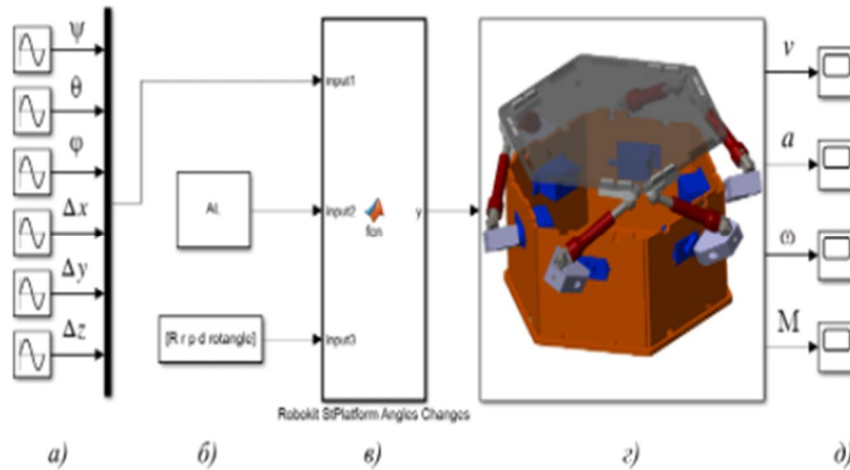 ψ
θ
φ
Δx
Δy
Δz
input1
AL
input2
fcn
y
[R r p d rotangle]
input3
Robokit StPlatform Angles Changes
v
a
ω
M
а)
б)
в)
г)
д)